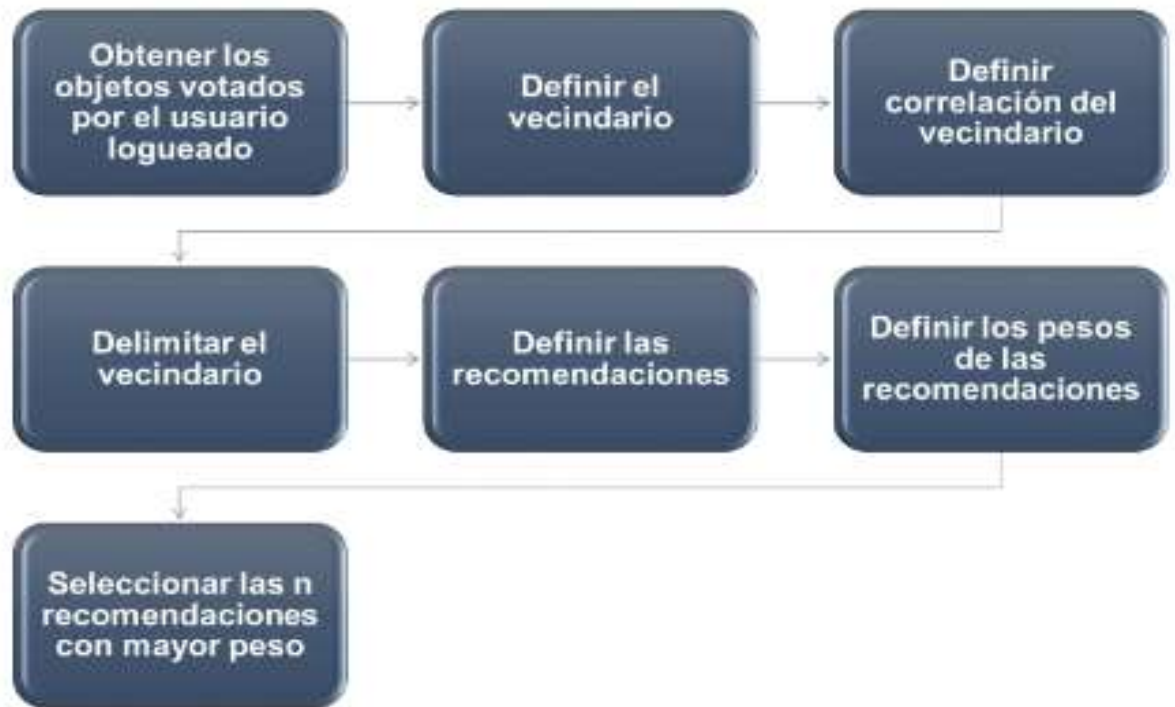 Obtener los
objetos votados
por el usuario
logueado
Definir el
vecindario
Definir
correlación del
vecindario
Delimitar el
vecindario
Definir las
recomendaciones
Definir los pesos
de las
recomendaciones
Seleccionar las n
recomendaciones
con mayor peso